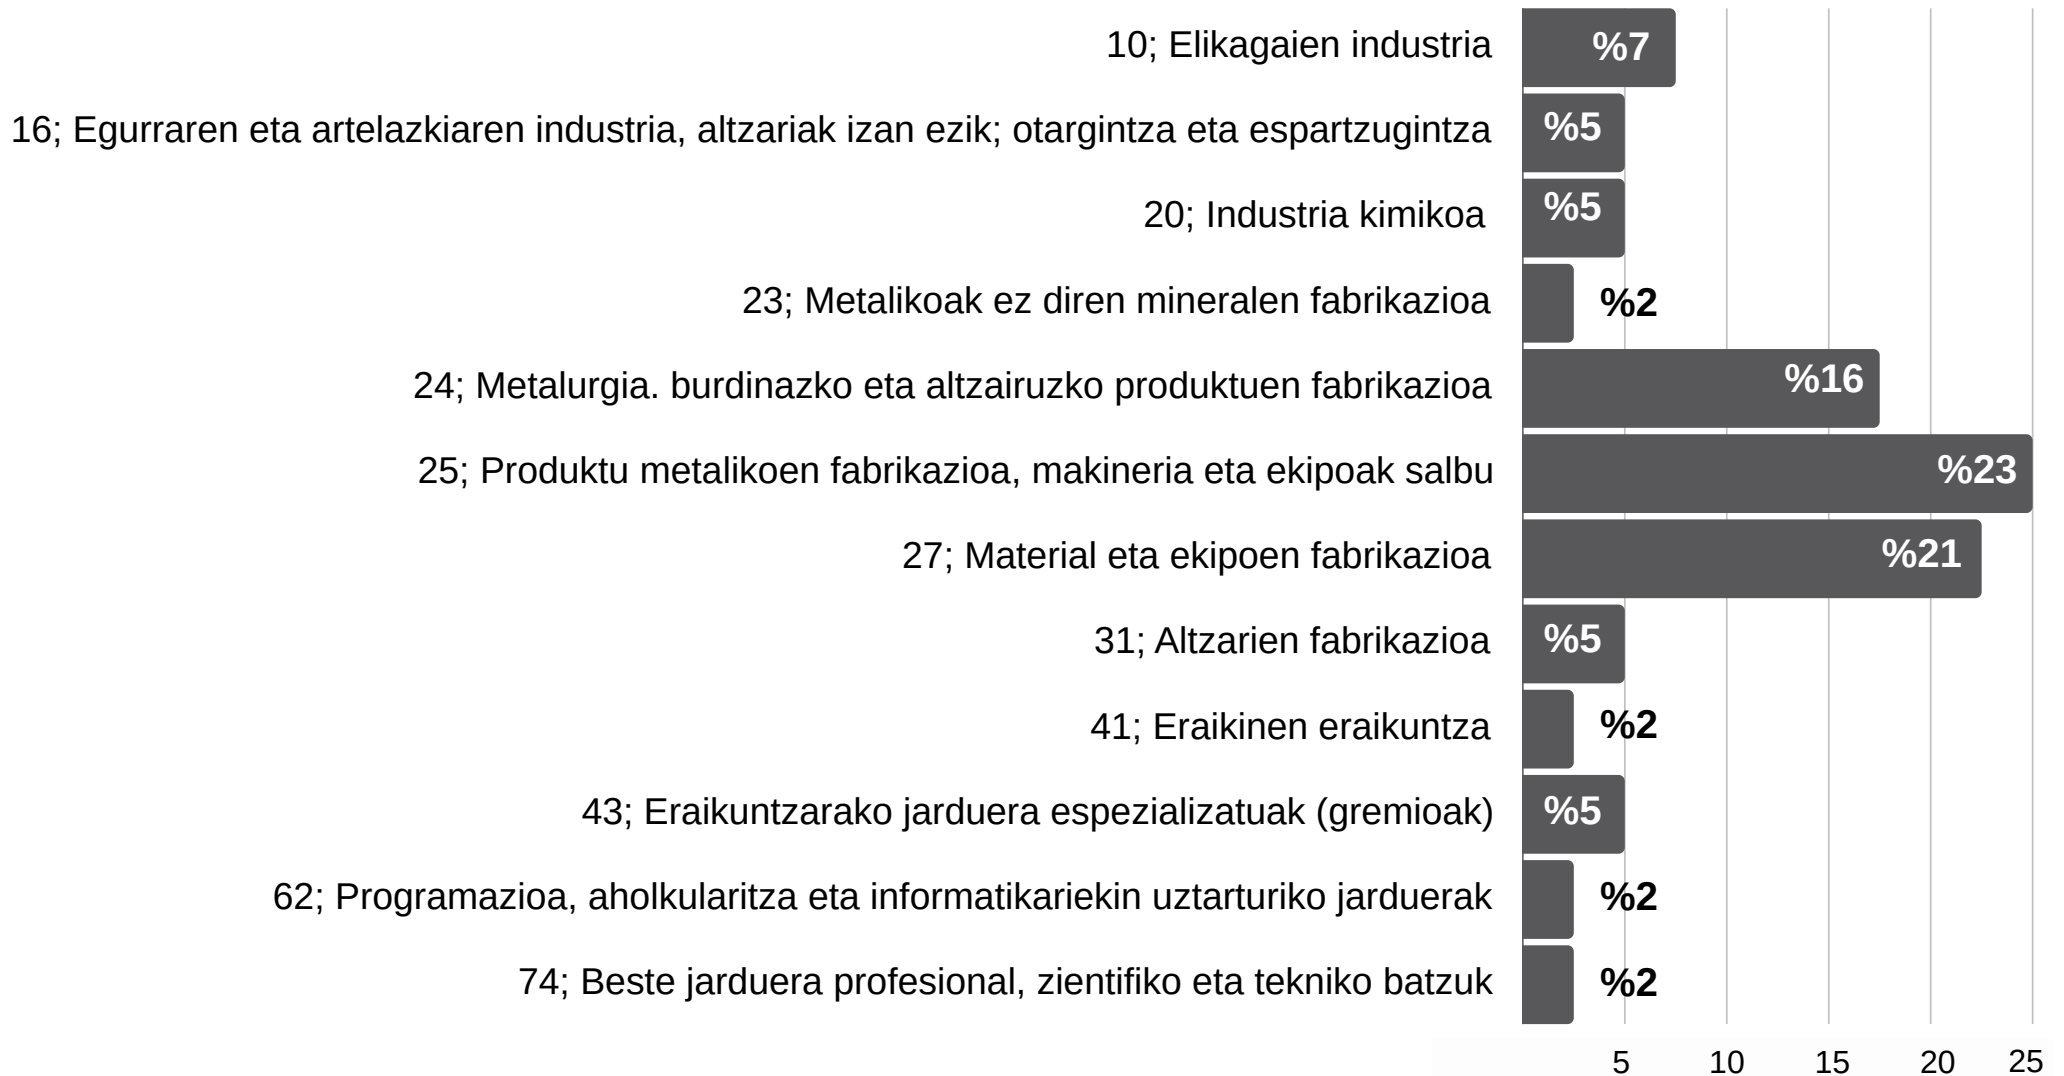 10; Elikagaien industria %7
16; Egurraren eta artelazkiaren industria, altzariak izan ezik; otargintza eta espartzugintza %5
20; Industria kimikoa %5
23; Metalikoak ez diren mineralen fabrikazioa %2
24; Metalurgia. burdinazko eta altzairuzko produktuen fabrikazioa %16
25; Produktu metalikoen fabrikazioa, makineria eta ekipoak salbu %23
27; Material eta ekipoen fabrikazioa %21
31; Altzarien fabrikazioa %5
41; Eraikinen eraikuntza %2
43; Eraikuntzarako jarduera espezializatuak (gremioak) %5
62; Programazioa, aholkularitza eta informatikariekin uztarturiko jarduerak %2
74; Beste jarduera profesional, zientifiko eta tekniko batzuk %2
5 10 15 20 25